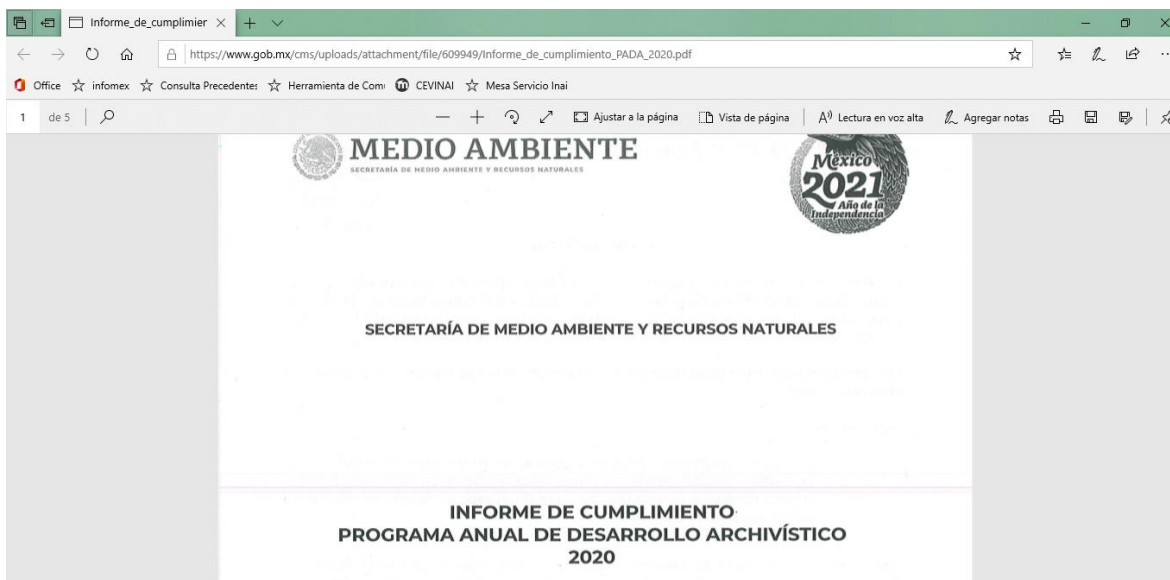 Informe_de_cumplimier
https://www.gob.mx/cms/uploads/attachment/file/609949/Informe_de_cumplimiento_PADA_2020.pdf
Office infomex Consulta Precedente: Herramienta de Com CEVINAI Mesa Servicio Inai
1 de 5 Ajustar a la página Vista de página Lectura en voz alta Agregar notas
MEDIO AMBIENTE
SECRETARÍA DE MEDIO AMBIENTE Y RECURSOS NATURALES
México
2021
Año de la
Independencia
SECRETARÍA DE MEDIO AMBIENTE Y RECURSOS NATURALES
INFORME DE CUMPLIMIENTO
PROGRAMA ANUAL DE DESARROLLO ARCHIVÍSTICO
2020